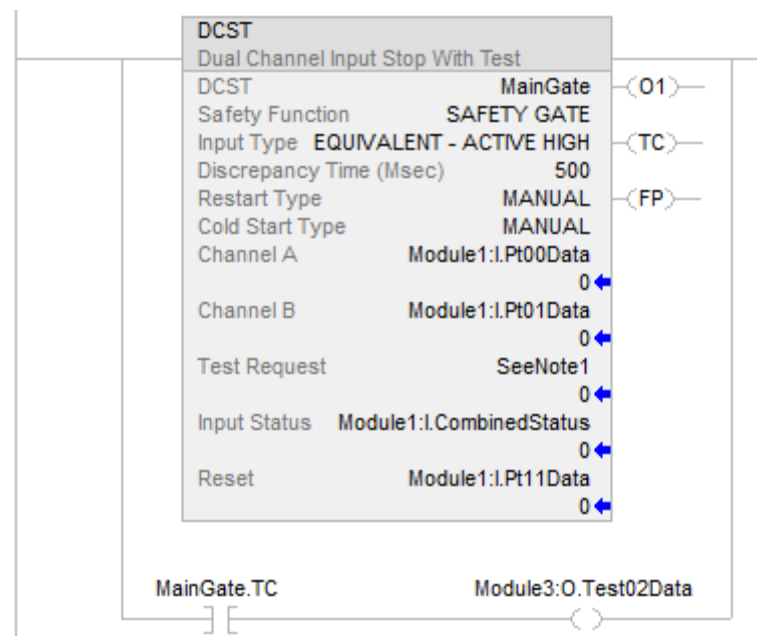 DCST
Dual Channel Input Stop With Test
DCST MainGate O1
Safety Function SAFETY GATE
Input Type EQUIVALENT - ACTIVE HIGH TC
Discrepancy Time (Msec) 500
Restart Type MANUAL FP
Cold Start Type MANUAL
Channel A Module1:I.Pt00Data
0
Channel B Module1:I.Pt01Data
0
Test Request SeeNote1
0
Input Status Module1:I.CombinedStatus
0
Reset Module1:I.Pt11Data
0
MainGate.TC Module3:O.Test02Data